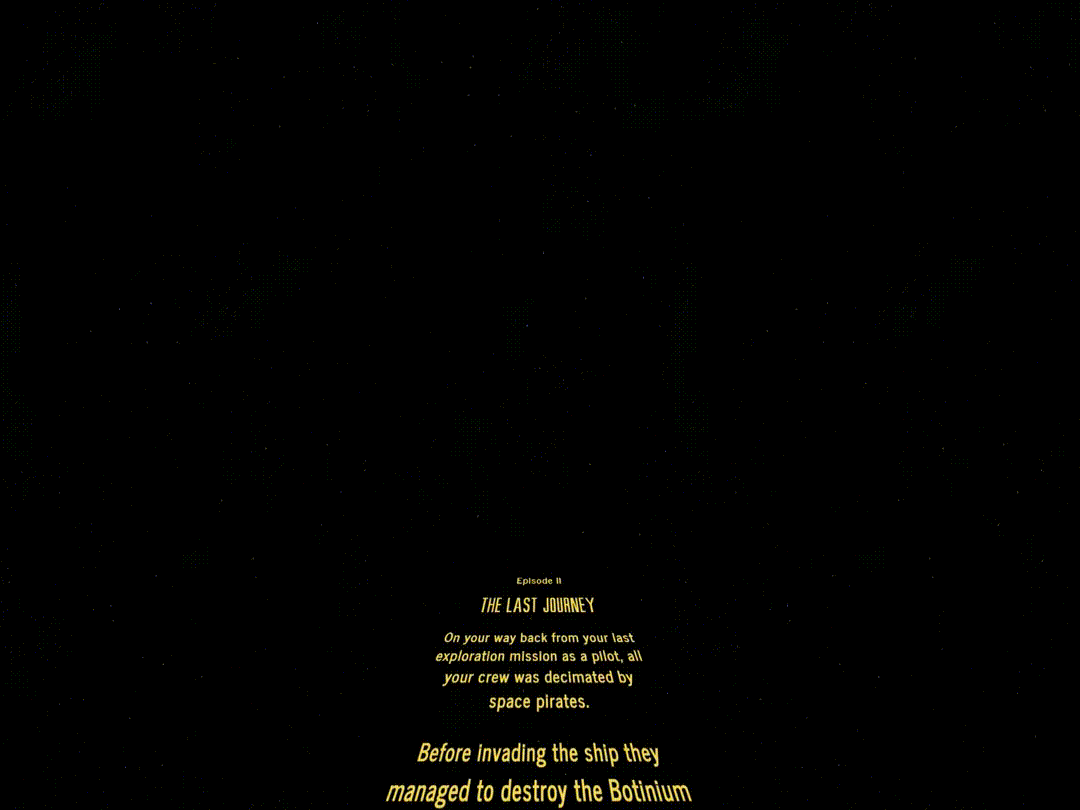 Episode II
THE LAST JOURNEY
On your way back from your last
exploration mission as a pilot, all
your crew was decimated by
space pirates.
Before invading the ship they
managed to destroy the Botinium